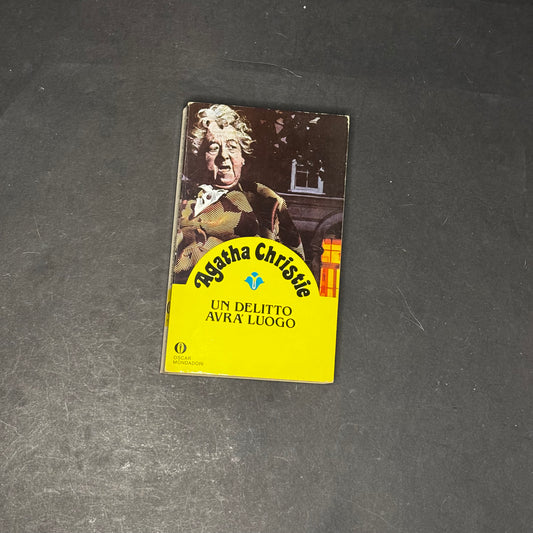 Agatha Christie
UN DELITTO
AVRA' LUOGO
OSCAR
MONDADORI